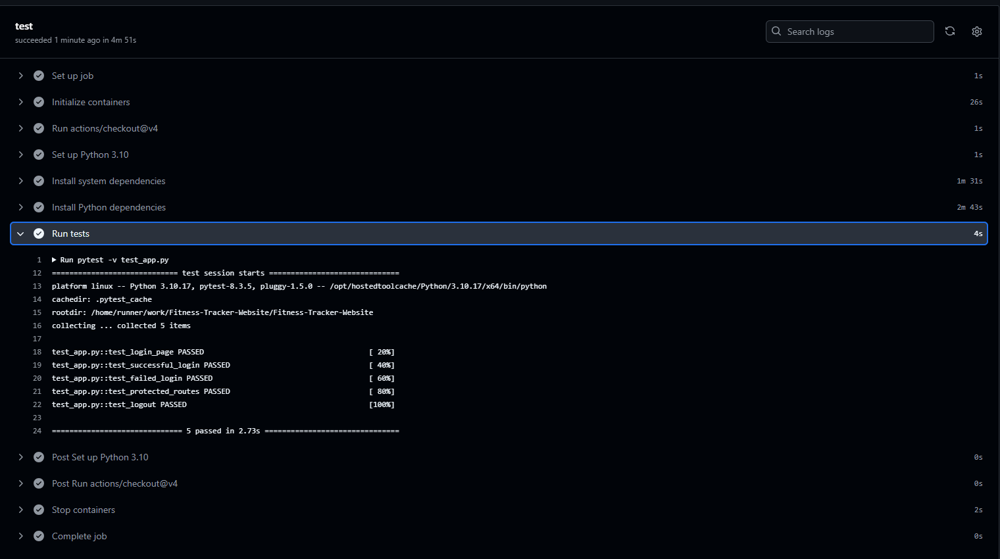 test
succeeded 1 minute ago in 4m 51s
Search logs
Set up job 1s
Initialize containers 26s
Run actions/checkout@v4 1s
Set up Python 3.10 1s
Install system dependencies 1m 31s
Install Python dependencies 2m 43s
Run tests 4s
1 Run pytest -v test_app.py
12 ============================= test session starts ==============================
13 platform linux -- Python 3.10.17, pytest-8.3.5, pluggy-1.5.0 -- /opt/hostedtoolcache/Python/3.10.17/x64/bin/python
14 cachedir: .pytest_cache
15 rootdir: /home/runner/work/Fitness-Tracker-Website/Fitness-Tracker-Website
16 collecting ... collected 5 items
17
18 test_app.py::test_login_page PASSED [ 20%]
19 test_app.py::test_successful_login PASSED [ 40%]
20 test_app.py::test_failed_login PASSED [ 60%]
21 test_app.py::test_protected_routes PASSED [ 80%]
22 test_app.py::test_logout PASSED [100%]
23
24 ============================== 5 passed in 2.73s ===============================
Post Set up Python 3.10 0s
Post Run actions/checkout@v4 0s
Stop containers 2s
Complete job 0s